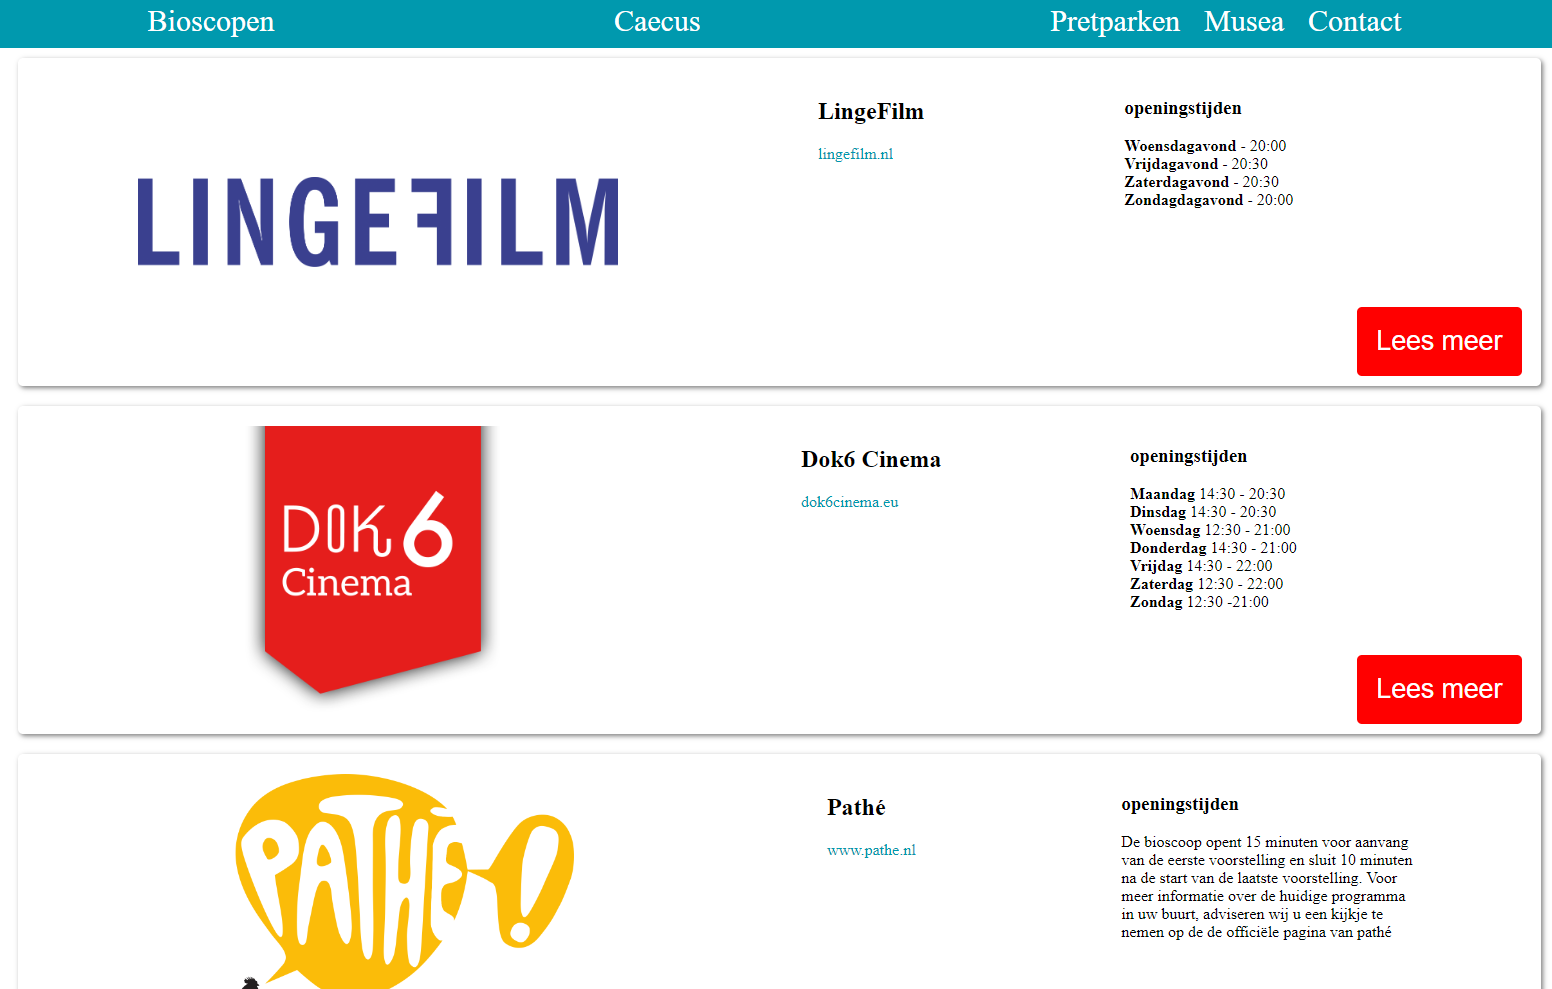 Bioscopen Caecus Pretparken Musea Contact
LINGEFILM
LingeFilm
lingefilm.nl
openingstijden
Woensdagavond - 20:00
Vrijdagavond - 20:30
Zaterdagavond - 20:30
Zondagdagavond - 20:00
Lees meer
DOK6
Cinema
Dok6 Cinema
dok6cinema.eu
openingstijden
Maandag 14:30 - 20:30
Dinsdag 14:30 - 20:30
Woensdag 12:30 - 21:00
Donderdag 14:30 - 21:00
Vrijdag 14:30 - 22:00
Zaterdag 12:30 - 22:00
Zondag 12:30 -21:00
Lees meer
PATHÉ!
Pathé
www.pathe.nl
openingstijden
De bioscoop opent 15 minuten voor aanvang
van de eerste voorstelling en sluit 10 minuten
na de start van de laatste voorstelling. Voor
meer informatie over de huidige programma
in uw buurt, adviseren wij u een kijkje te
nemen op de de officiële pagina van pathé